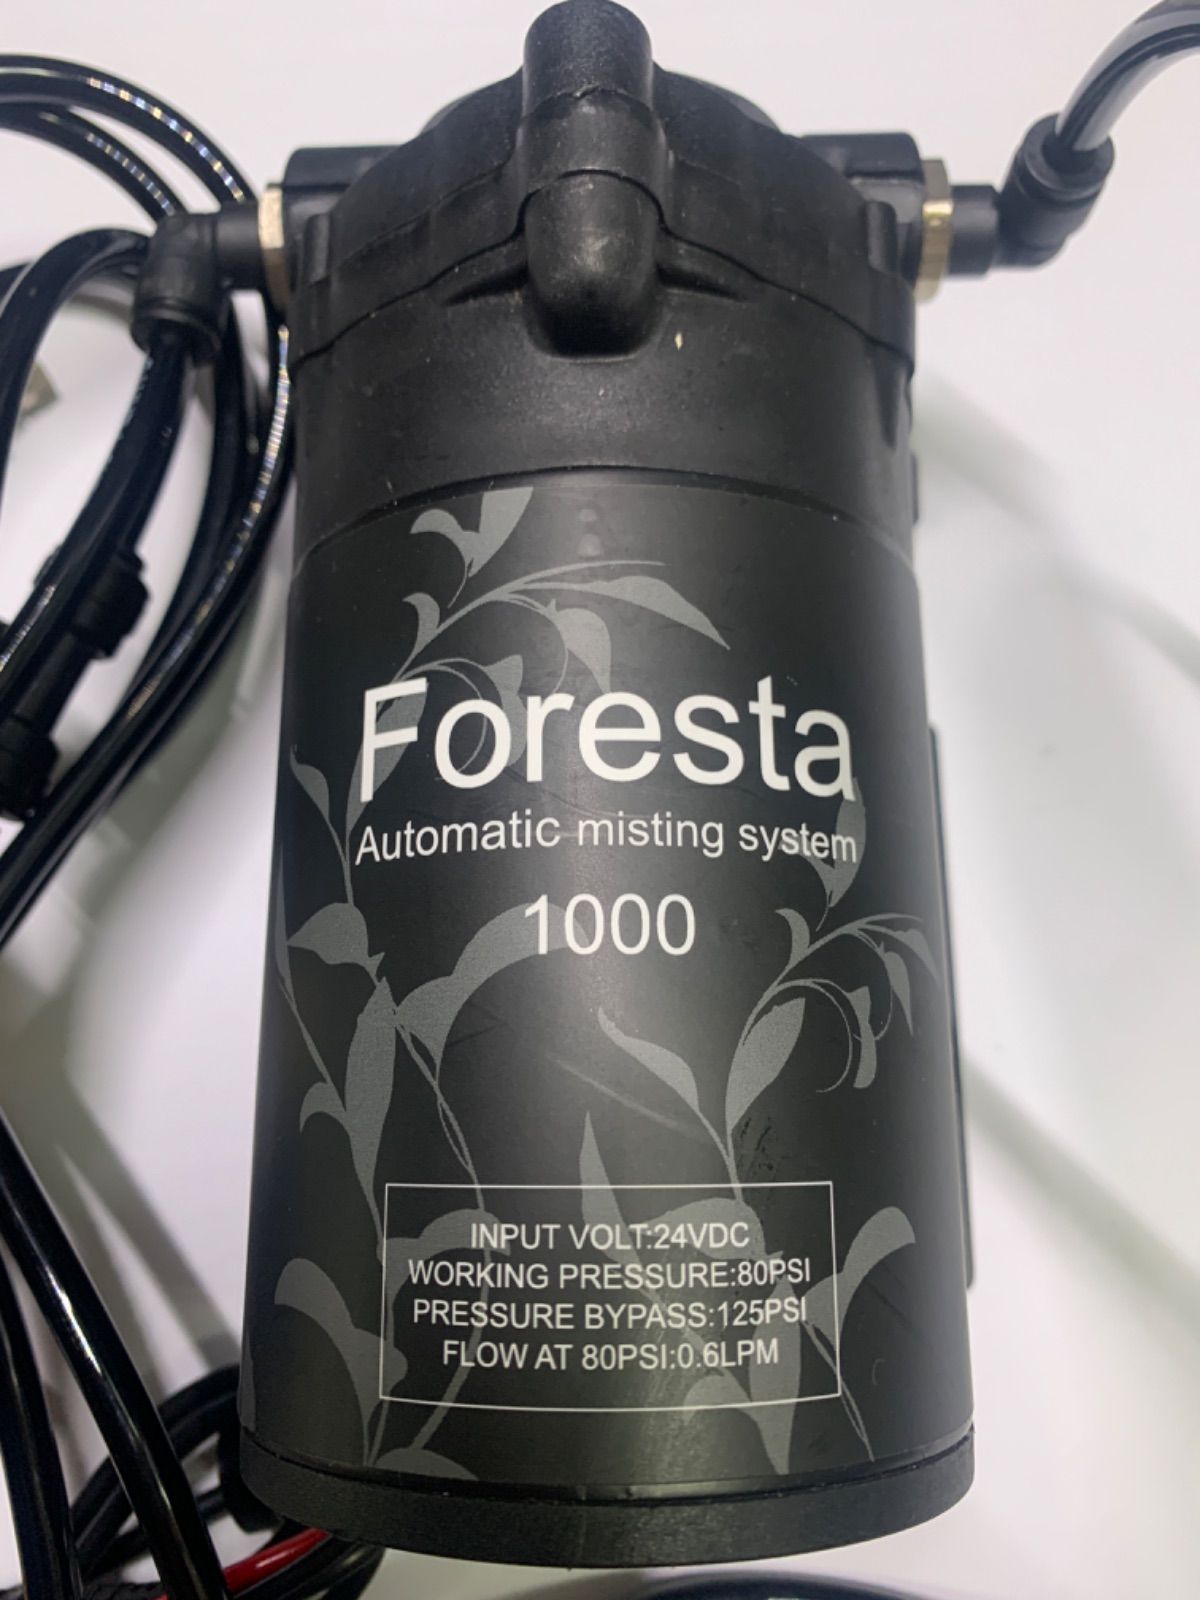 Foresta
Automatic misting system
1000
INPUT VOLT:24VDC
WORKING PRESSURE:80PSI
PRESSURE BYPASS:125PSI
FLOW AT 80PSI:0.6LPM